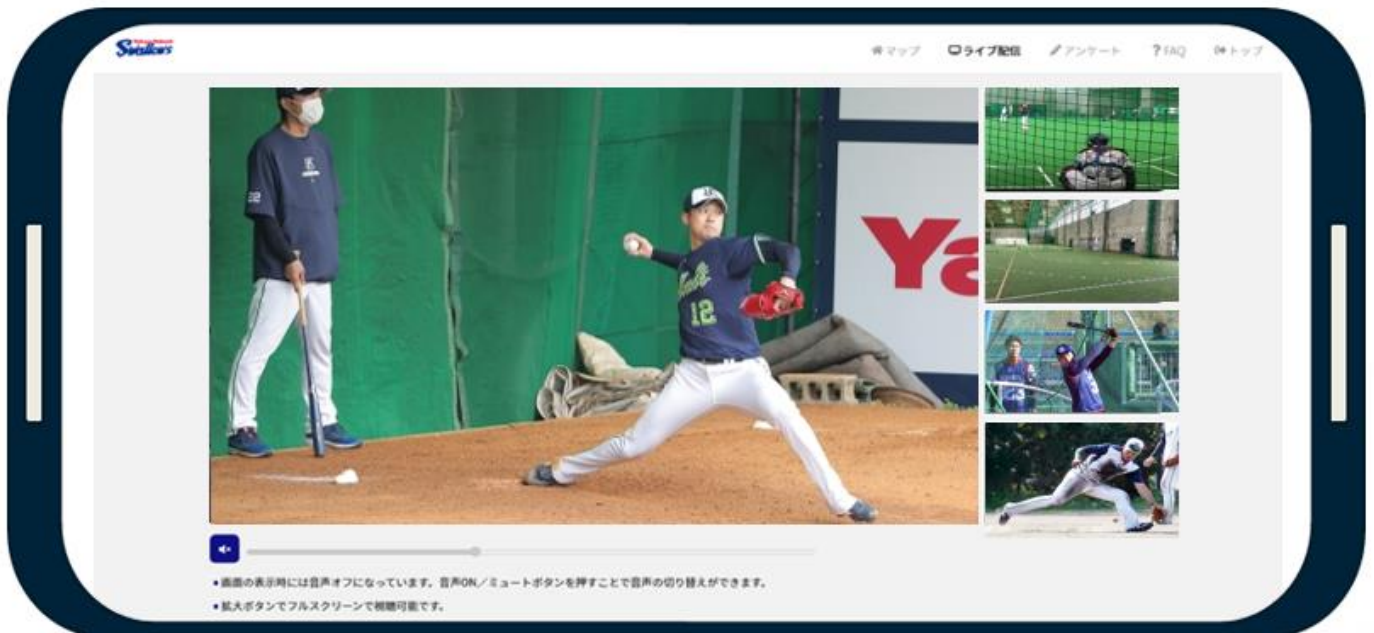 Swallows
マップ
ライブ配信
アンケート
? FAQ
トップ
22
12
Ya
• 画面の表示時には音声オフになっています。音声ON／ミュートボタンを押すことで音声の切り替えができます。
• 拡大ボタンでフルスクリーンで視聴可能です。